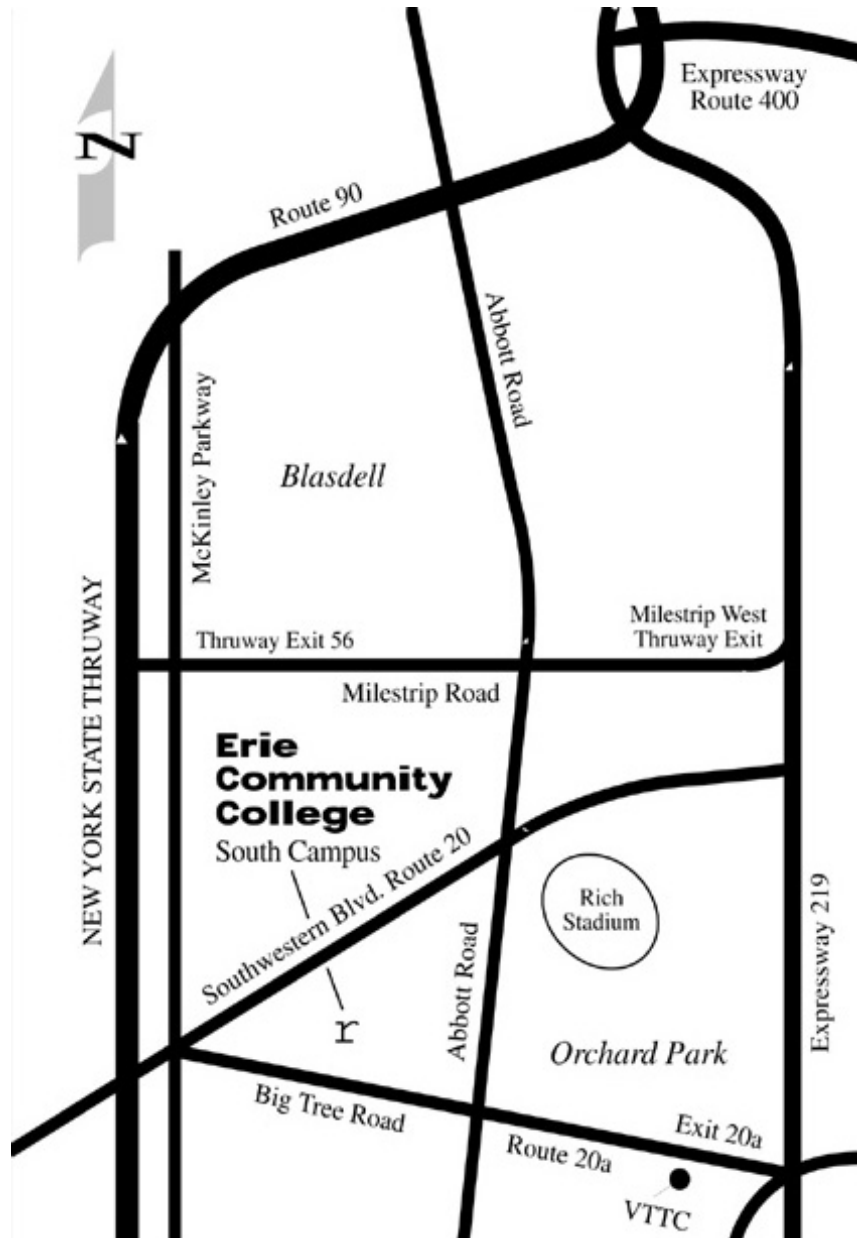 Expressway
Route 400
N
Route 90
Abbott Road
McKinley Parkway
Blasdell
Milestrip West
Thruway Exit
Thruway Exit 56
Milestrip Road
NEW YORK STATE THRUWAY
Erie
Community
College
South Campus
Southwestern Blvd. Route 20
Rich
Stadium
Expressway 219
Abbott Road
r
Orchard Park
Big Tree Road
Exit 20a
Route 20a
VTTC